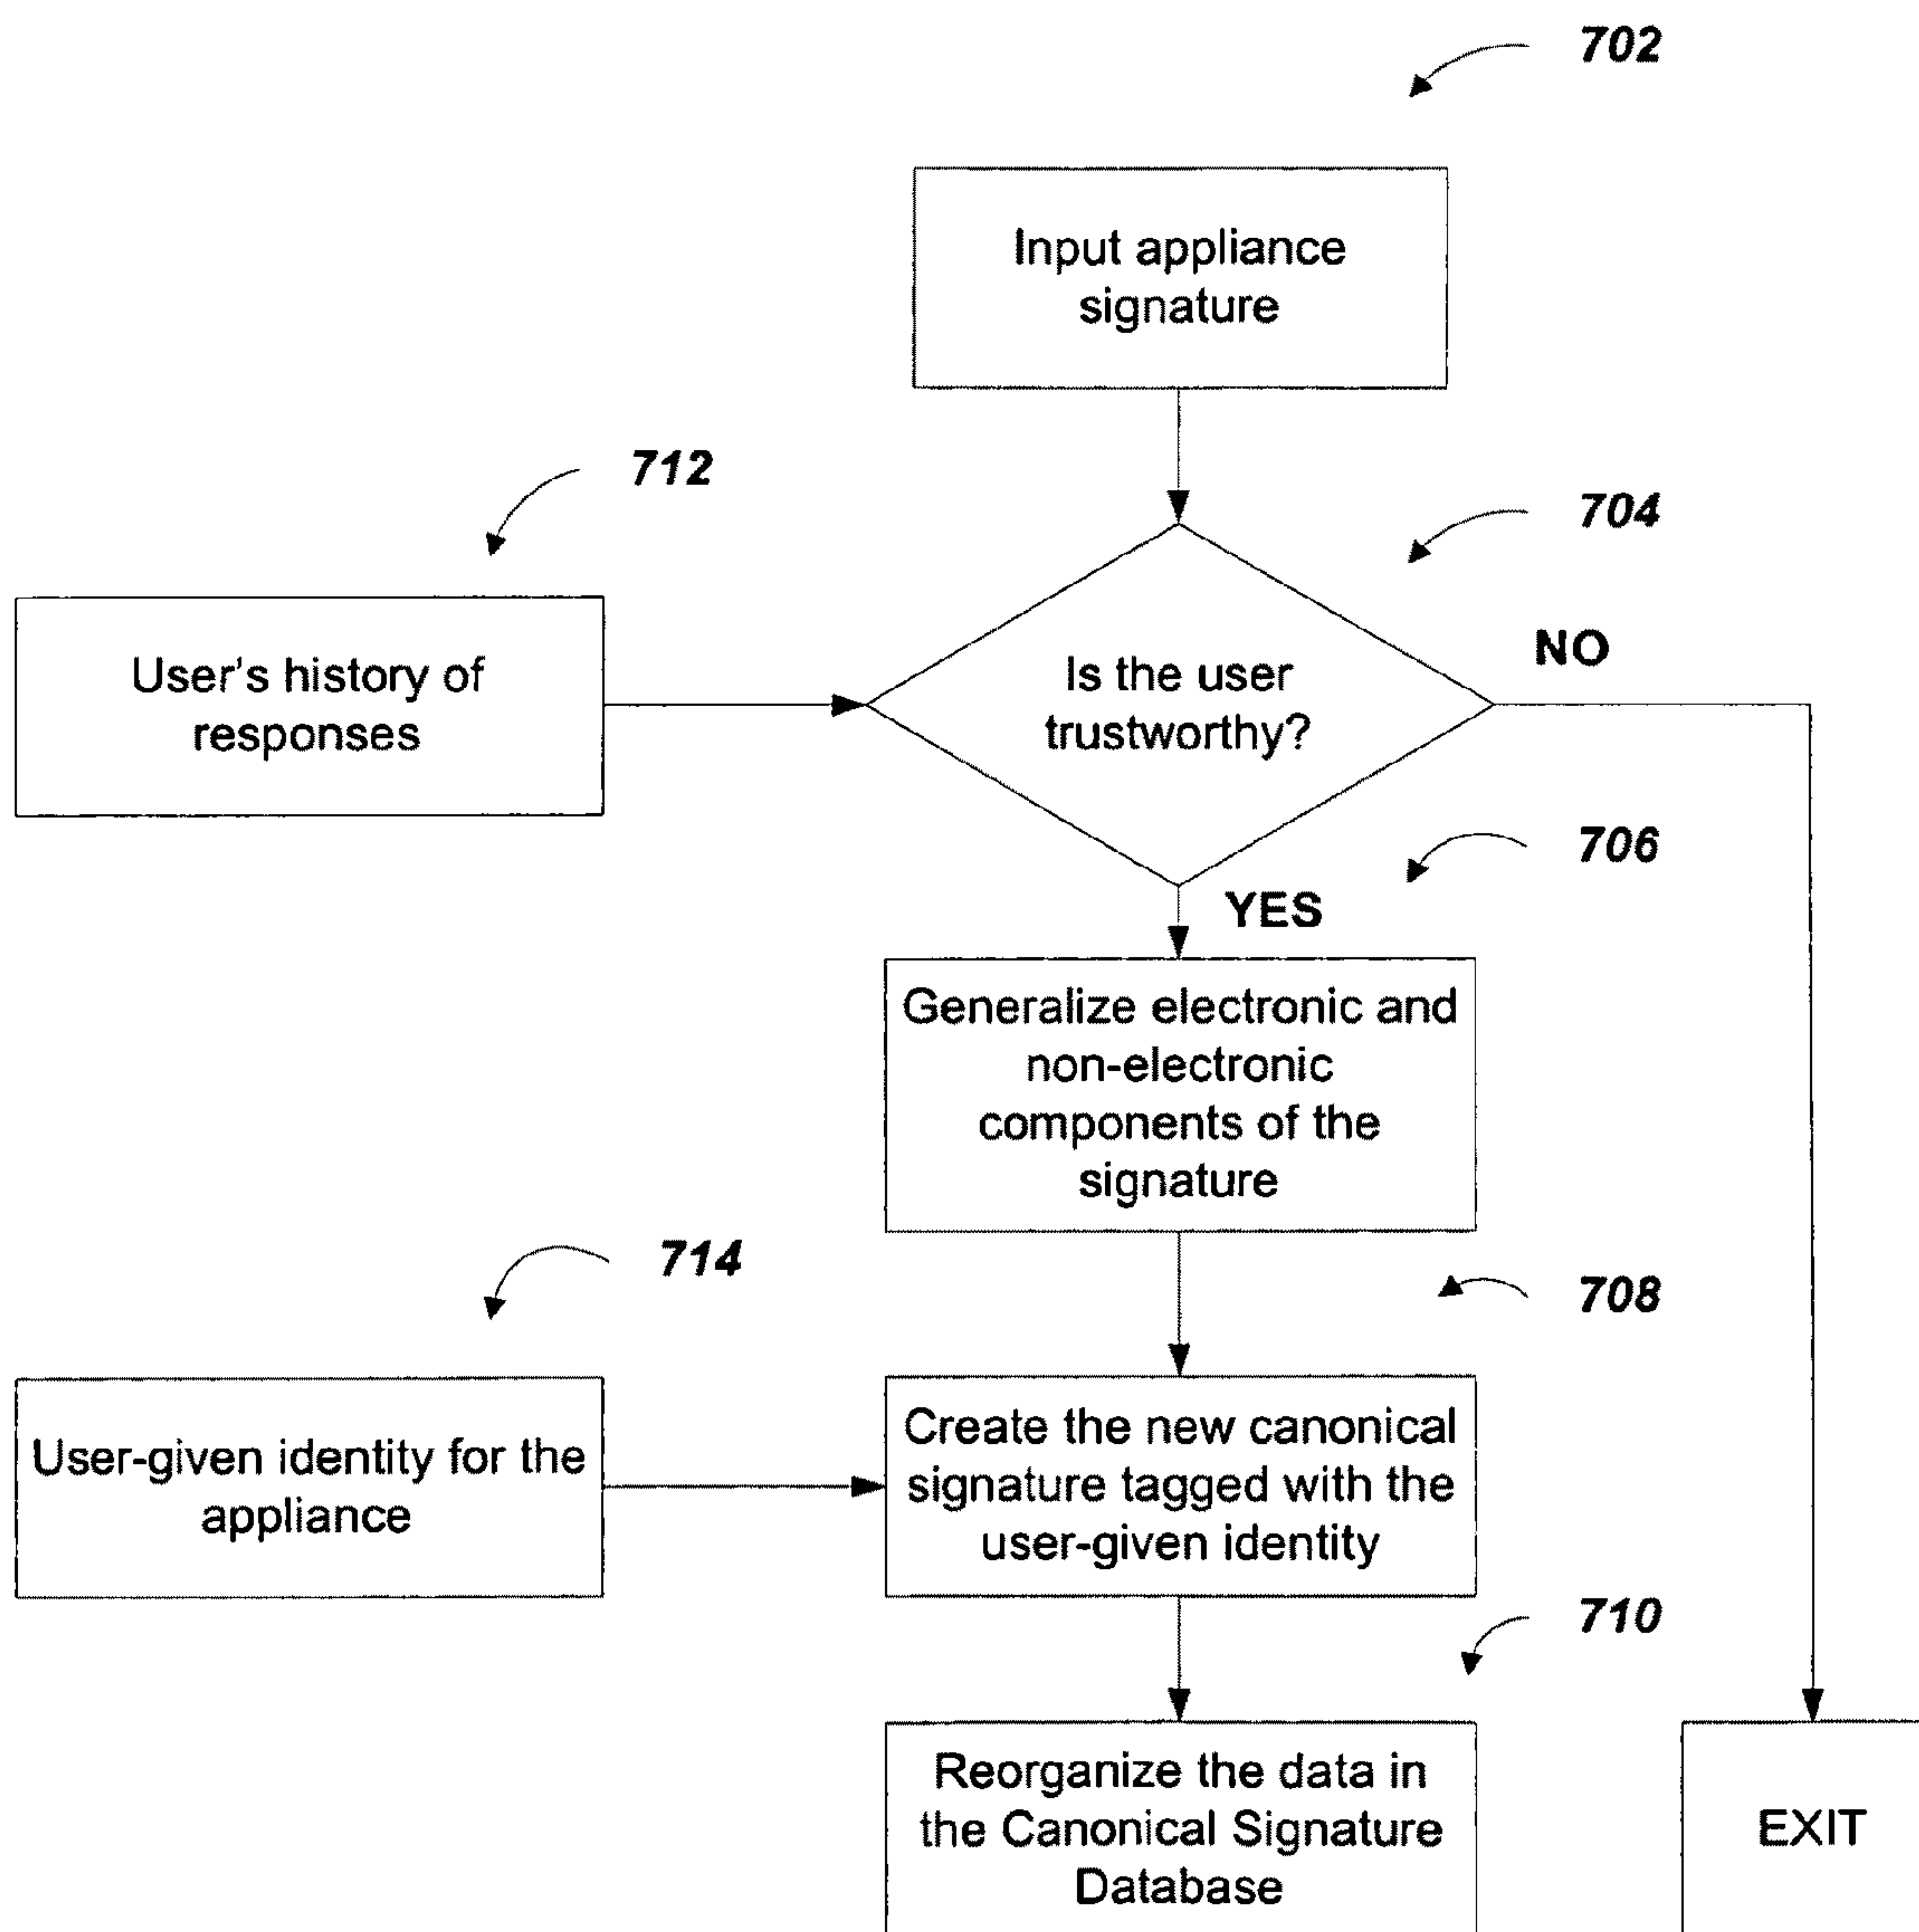 702
Input appliance
signature
712
704
User's history of
responses
Is the user
trustworthy?
NO
706
YES
Generalize electronic and
non-electronic
components of the
signature
714
708
User-given identity for the
appliance
Create the new canonical
signature tagged with the
user-given identity
710
Reorganize the data in
the Canonical Signature
Database
EXIT